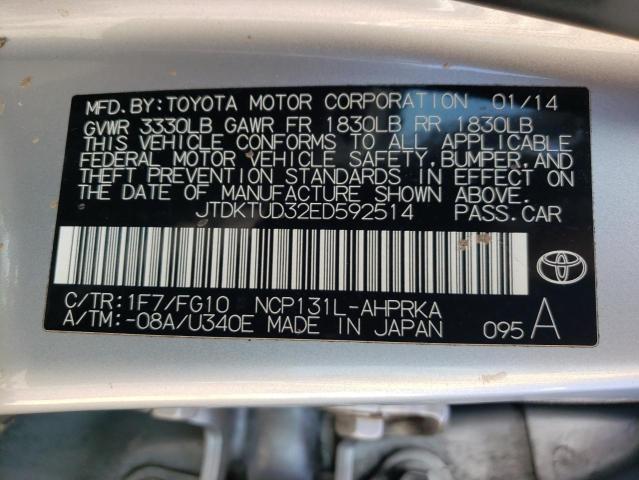 MFD.BY:TOYOTA MOTOR CORPORATION 01/14
GVWR 3330LB GAWR FR 1830LB RR 1830LB
THIS VEHICLE CONFORMS TO ALL APPLICABLE
FEDERAL MOTOR VEHICLE SAFETY,BUMPER,AND
THEFT PREVENTION STANDARDS IN EFFECT ON
THE DATE OF MANUFACTURE SHOWN ABOVE.
JTDKTUD32ED592514 PASS.CAR
C/TR:1F7/FG10 NCP131L-AHPRKA
A/TM:-08A/U340E MADE IN JAPAN 095 A
TOYOTA